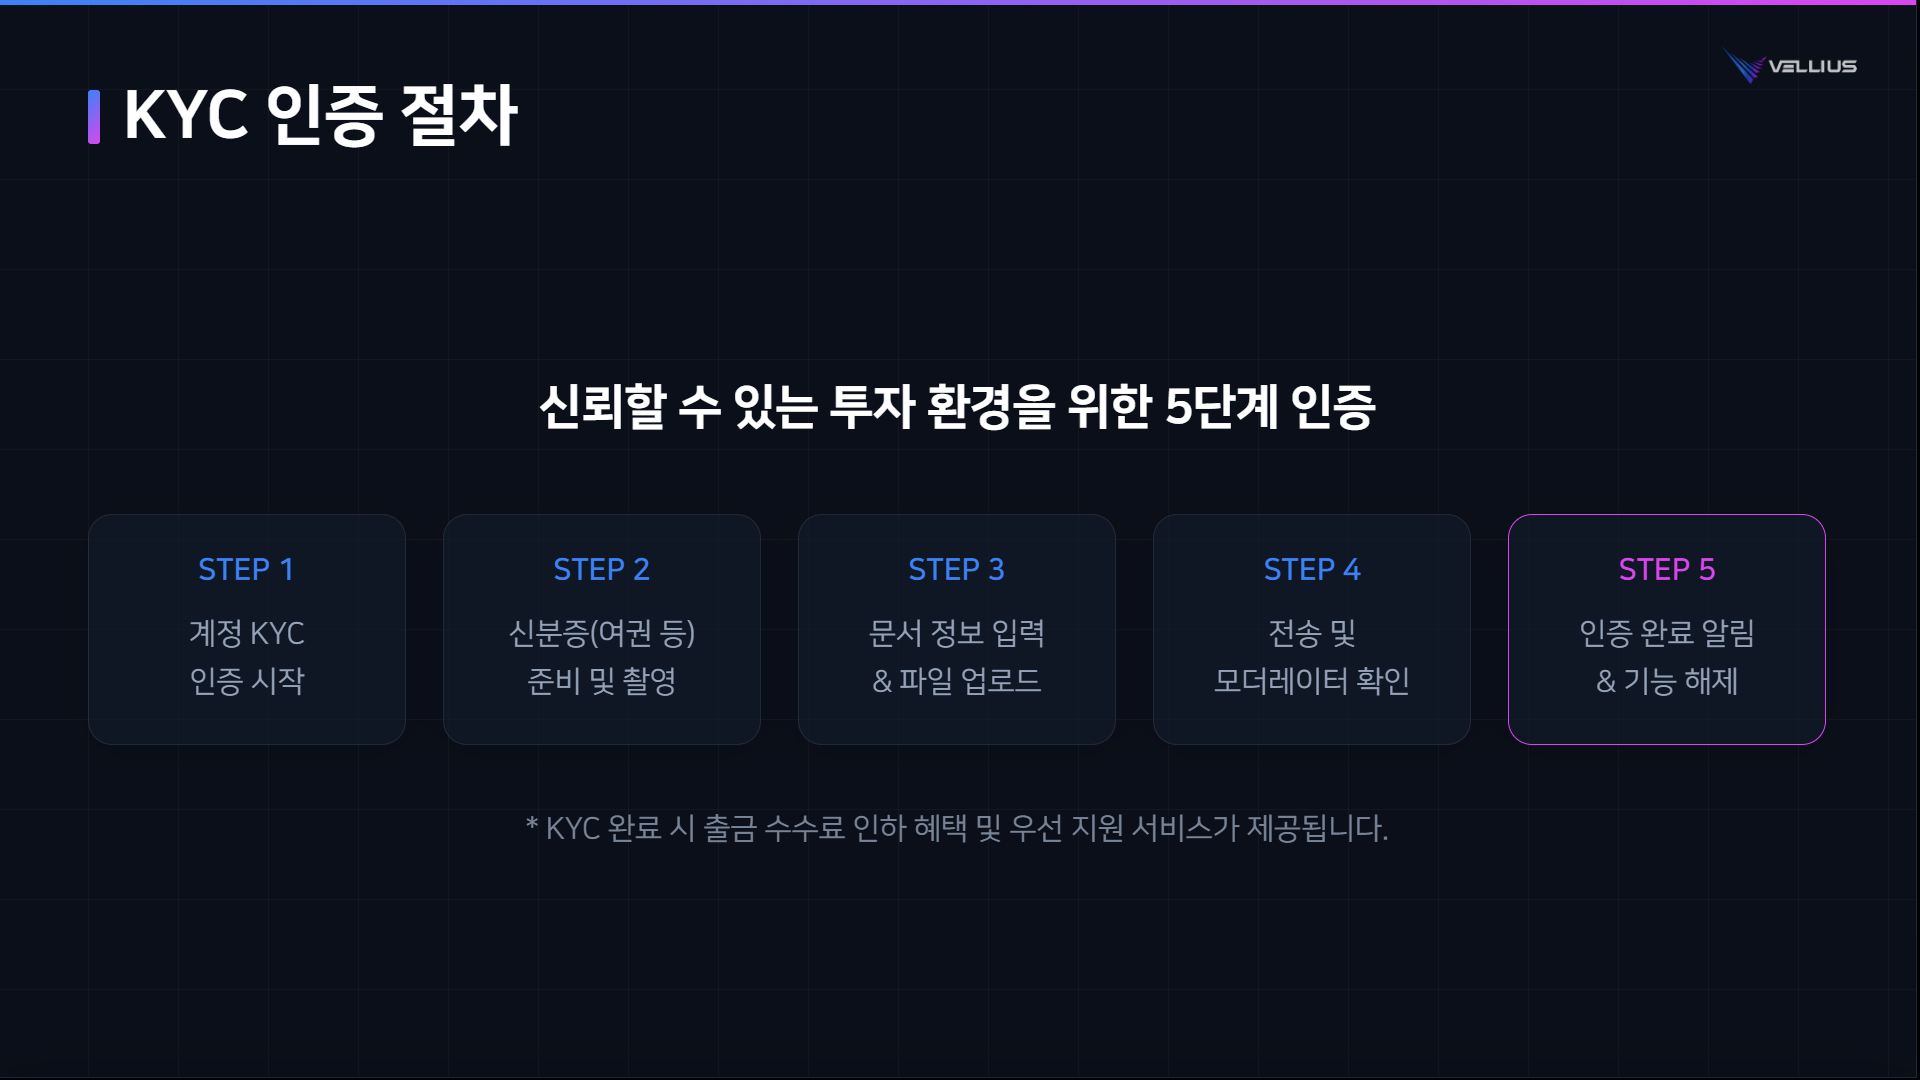 VELLIUS
KYC 인증 절차
신뢰할 수 있는 투자 환경을 위한 5단계 인증
STEP 1
계정 KYC
인증 시작
STEP 2
신분증(여권 등)
준비 및 촬영
STEP 3
문서 정보 입력
& 파일 업로드
STEP 4
전송 및
모더레이터 확인
STEP 5
인증 완료 알림
& 기능 해제
* KYC 완료 시 출금 수수료 인하 혜택 및 우선 지원 서비스가 제공됩니다.